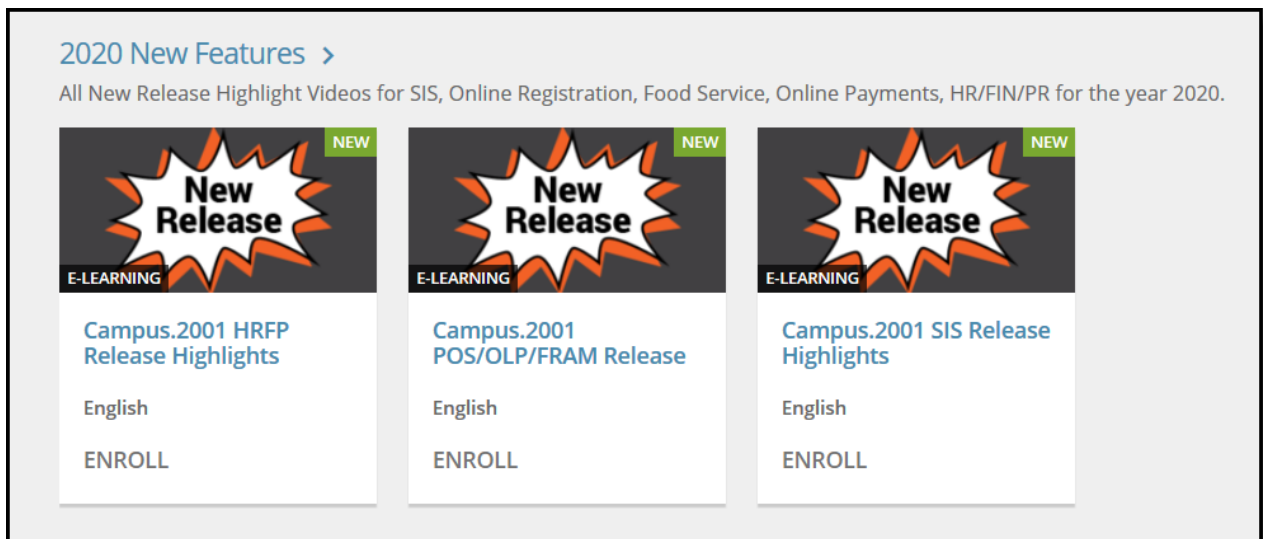 2020 New Features >
All New Release Highlight Videos for SIS, Online Registration, Food Service, Online Payments, HR/FIN/PR for the year 2020.
NEW
New
Release
E-LEARNING
Campus.2001 HRFP
Release Highlights
English
ENROLL
NEW
New
Release
E-LEARNING
Campus.2001
POS/OLP/FRAM Release
English
ENROLL
NEW
New
Release
E-LEARNING
Campus.2001 SIS Release
Highlights
English
ENROLL